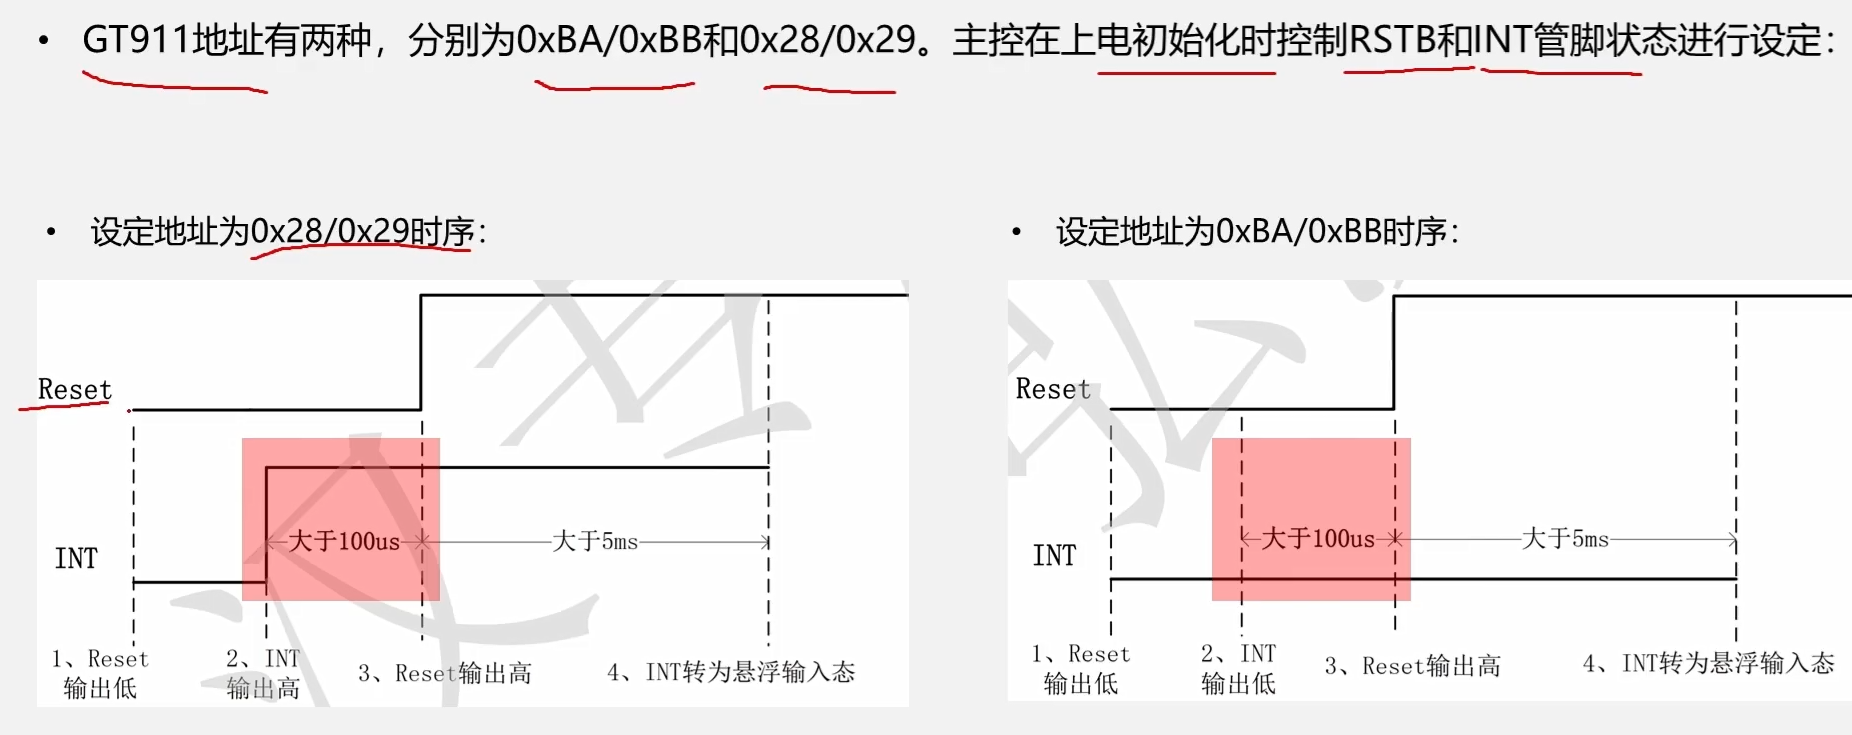 • GT911地址有两种，分别为0xBA/0xBB和0x28/0x29。主控在上电初始化时控制RSTB和INT管脚状态进行设定：
• 设定地址为0x28/0x29时序：
Reset
大于100us
大于5ms
INT
1、Reset
输出低
2、INT
输出高
3、Reset输出高
4、INT转为悬浮输入态
• 设定地址为0xBA/0xBB时序：
Reset
大于100us
大于5ms
INT
1、Reset
输出低
2、INT
输出低
3、Reset输出高
4、INT转为悬浮输入态